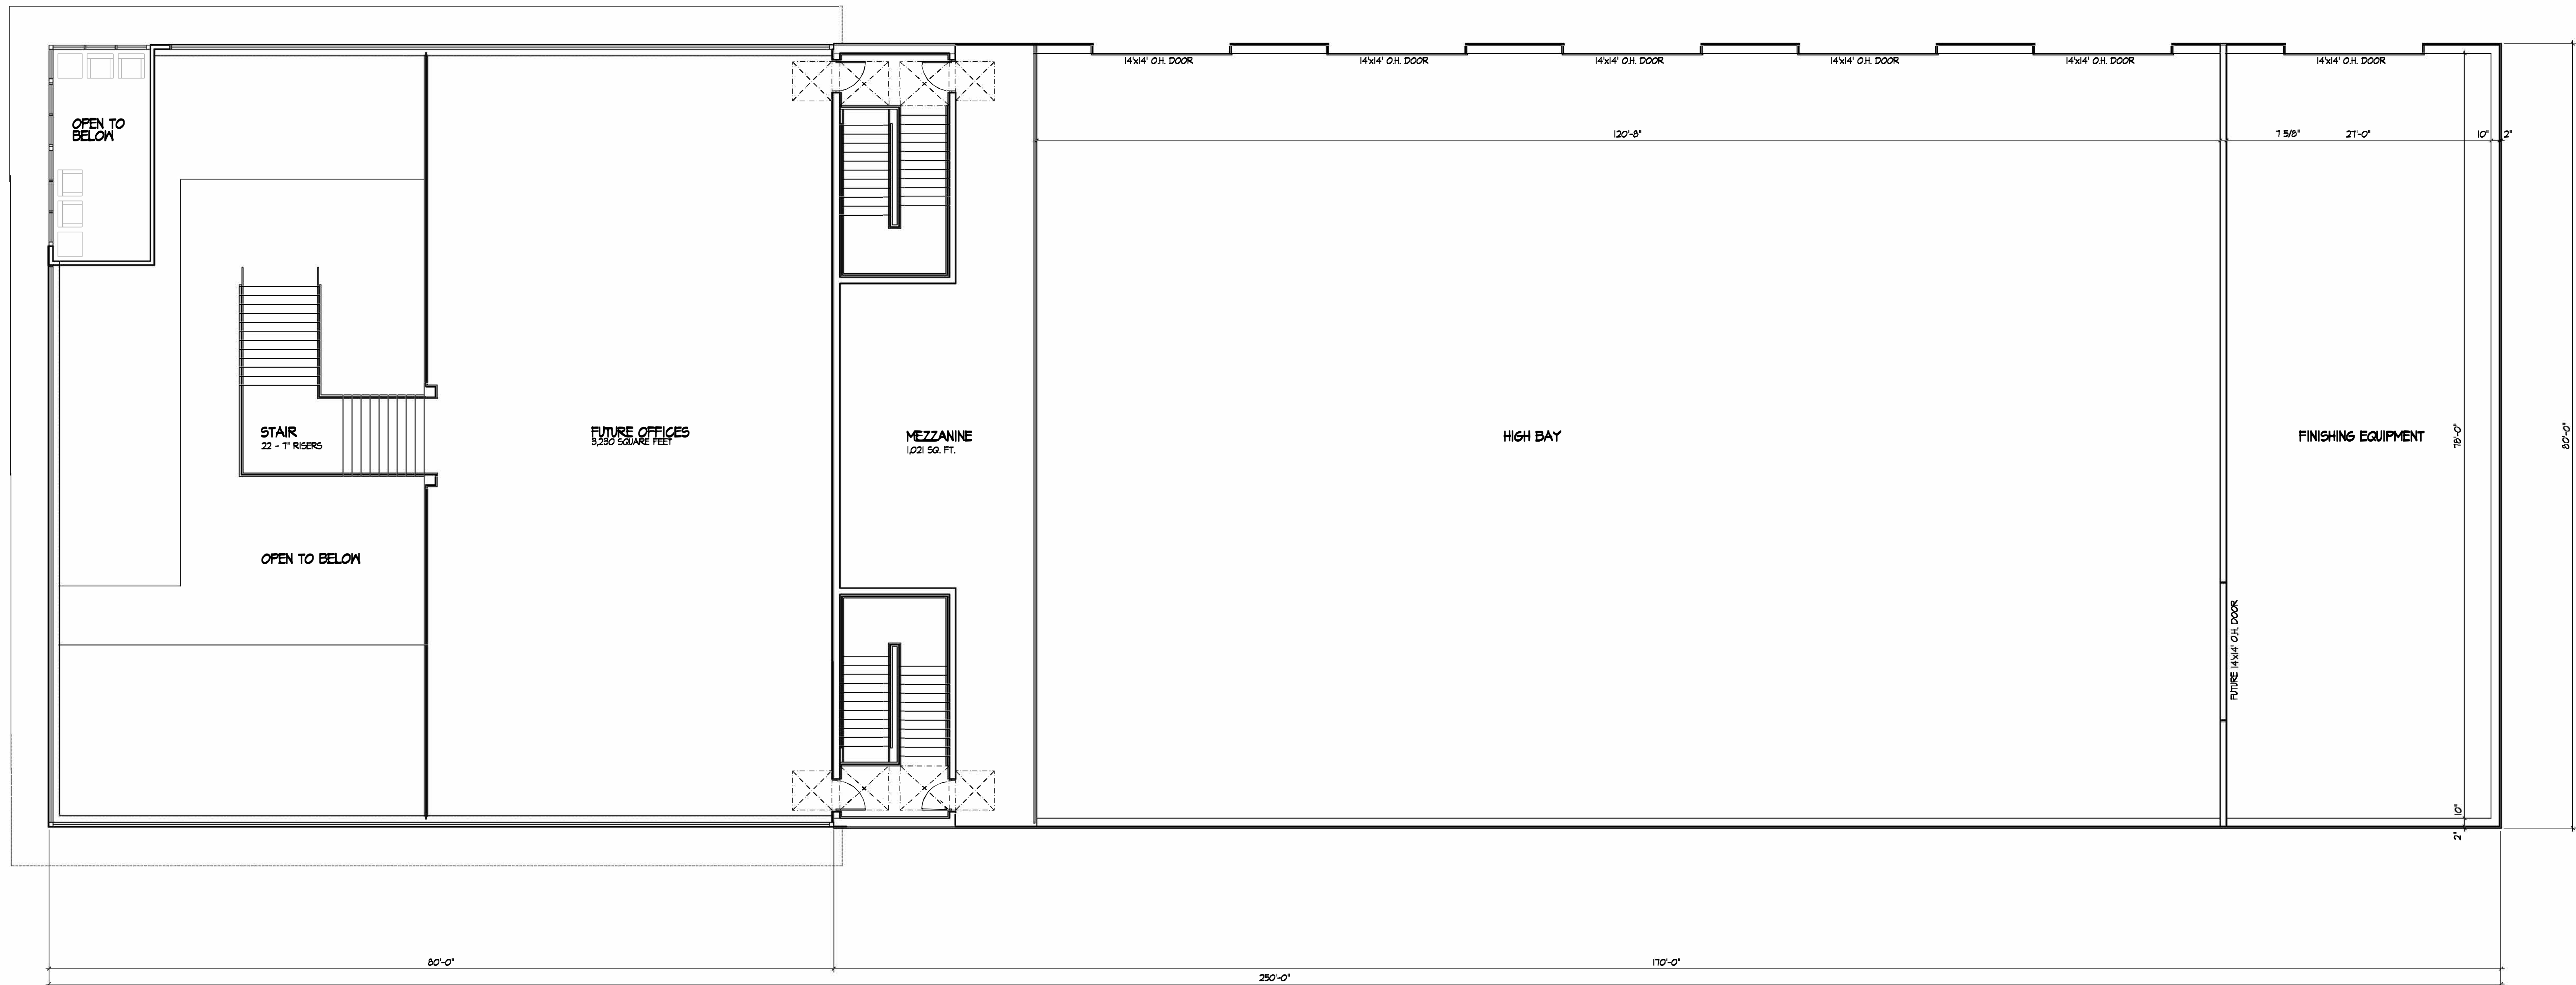 14'x14' O.H. DOOR
14'x14' O.H. DOOR
14'x14' O.H. DOOR
14'x14' O.H. DOOR
14'x14' O.H. DOOR
14'x14' O.H. DOOR
OPEN TO
BELOW
120'-8"
7 5/8"
27'-0"
10"
2"
STAIR
22 - 7" RISERS
FUTURE OFFICES
3,230 SQUARE FEET
MEZZANINE
1,021 SQ. FT.
HIGH BAY
FINISHING EQUIPMENT
78'-0"
80'-0"
OPEN TO BELOW
FUTURE 14'x14' O.H. DOOR
10"
2"
80'-0"
170'-0"
250'-0"